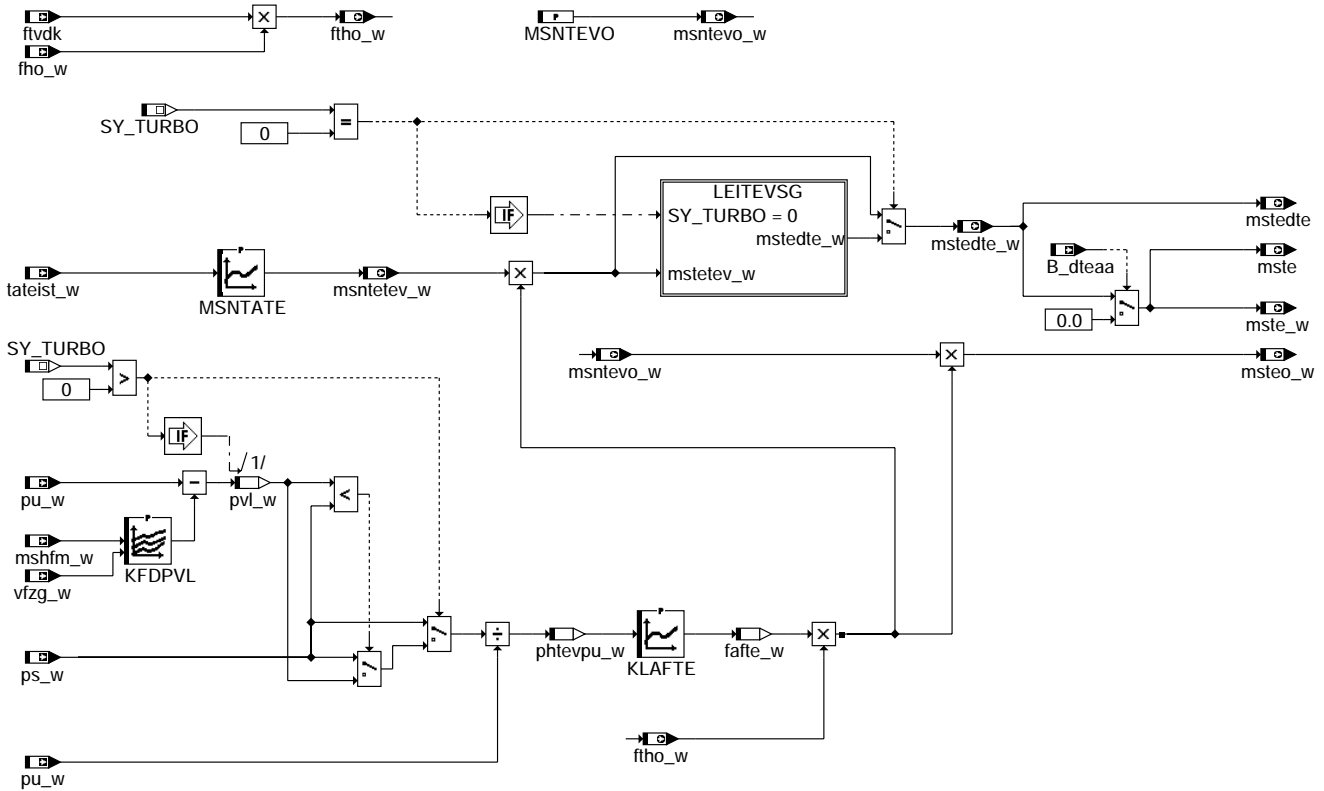 ftvdk
ftho_w
MSNTEVO
P
msntevo_w
fho_w
SY_TURBO
0
=
LEITEVSG
IF
SY_TURBO = 0
mstedte_w
mstedte_w
mstedte
B_dteaa
mste
P
tateist_w
MSNTATE
msntetev_w
mstetev_w
0.0
mste_w
SY_TURBO
0
>
msntevo_w
msteo_w
IF
/1/
pu_w
pvl_w
<
P
mshfm_w
vfzg_w
KFDPVL
P
ps_w
phtevpu_w
KLAFTE
fafte_w
ftho_w
pu_w